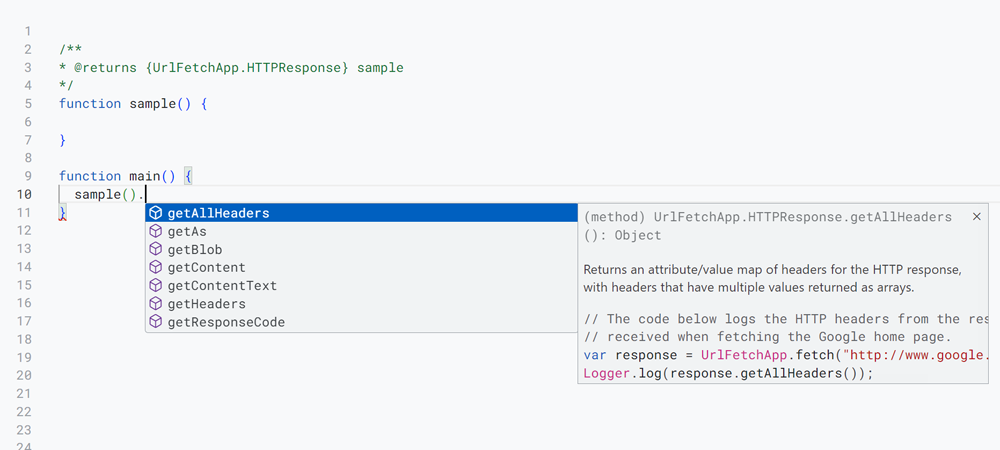 1
2 /**
3 * @returns {UrlFetchApp.HTTPResponse} sample
4 */
5 function sample() {
6
7 }
8
9 function main() {
10 sample().
11 }
12
13
14
15
16
17
18
19
20
21
22
23
24
getAllHeaders
getAs
getBlob
getContent
getContentText
getHeaders
getResponseCode
(method) UrlFetchApp.HTTPResponse.getAllHeaders
(): Object
Returns an attribute/value map of headers for the HTTP response,
with headers that have multiple values returned as arrays.
// The code below logs the HTTP headers from the res
// received when fetching the Google home page.
var response = UrlFetchApp.fetch("http://www.google.
Logger.log(response.getAllHeaders());